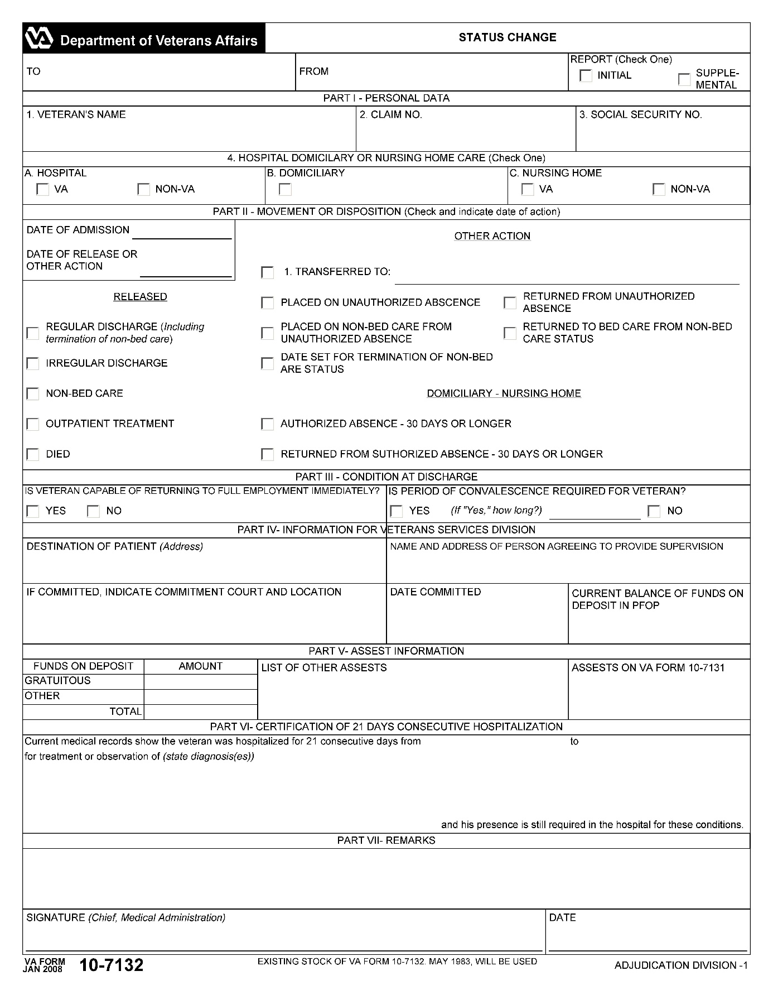 VA Department of Veterans Affairs
STATUS CHANGE
TO
FROM
REPORT (Check One)
INITIAL
SUPPLE-
MENTAL
PART I - PERSONAL DATA
1. VETERAN'S NAME
2. CLAIM NO.
3. SOCIAL SECURITY NO.
4. HOSPITAL DOMICILARY OR NURSING HOME CARE (Check One)
A. HOSPITAL
VA
NON-VA
B. DOMICILIARY
C. NURSING HOME
VA
NON-VA
PART II - MOVEMENT OR DISPOSITION (Check and indicate date of action)
DATE OF ADMISSION
DATE OF RELEASE OR
OTHER ACTION
OTHER ACTION
1. TRANSFERRED TO:
RELEASED
PLACED ON UNAUTHORIZED ABSCENCE
RETURNED FROM UNAUTHORIZED
ABSENCE
REGULAR DISCHARGE (Including
termination of non-bed care)
PLACED ON NON-BED CARE FROM
UNAUTHORIZED ABSENCE
RETURNED TO BED CARE FROM NON-BED
CARE STATUS
IRREGULAR DISCHARGE
DATE SET FOR TERMINATION OF NON-BED
ARE STATUS
NON-BED CARE
DOMICILIARY - NURSING HOME
OUTPATIENT TREATMENT
AUTHORIZED ABSENCE - 30 DAYS OR LONGER
DIED
RETURNED FROM SUTHORIZED ABSENCE - 30 DAYS OR LONGER
PART III - CONDITION AT DISCHARGE
IS VETERAN CAPABLE OF RETURNING TO FULL EMPLOYMENT IMMEDIATELY?
YES
NO
IS PERIOD OF CONVALESCENCE REQUIRED FOR VETERAN?
YES
(If "Yes," how long?)
NO
PART IV- INFORMATION FOR VETERANS SERVICES DIVISION
DESTINATION OF PATIENT (Address)
NAME AND ADDRESS OF PERSON AGREEING TO PROVIDE SUPERVISION
IF COMMITTED, INDICATE COMMITMENT COURT AND LOCATION
DATE COMMITTED
CURRENT BALANCE OF FUNDS ON
DEPOSIT IN PFOP
PART V- ASSEST INFORMATION
FUNDS ON DEPOSIT
AMOUNT
LIST OF OTHER ASSESTS
ASSESTS ON VA FORM 10-7131
GRATUITOUS
OTHER
TOTAL
PART VI- CERTIFICATION OF 21 DAYS CONSECUTIVE HOSPITALIZATION
Current medical records show the veteran was hospitalized for 21 consecutive days from to
for treatment or observation of (state diagnosis(es))
and his presence is still required in the hospital for these conditions.
PART VII- REMARKS
SIGNATURE (Chief, Medical Administration)
DATE
VA FORM
JAN 2008
10-7132
EXISTING STOCK OF VA FORM 10-7132. MAY 1983, WILL BE USED
ADJUDICATION DIVISION -1